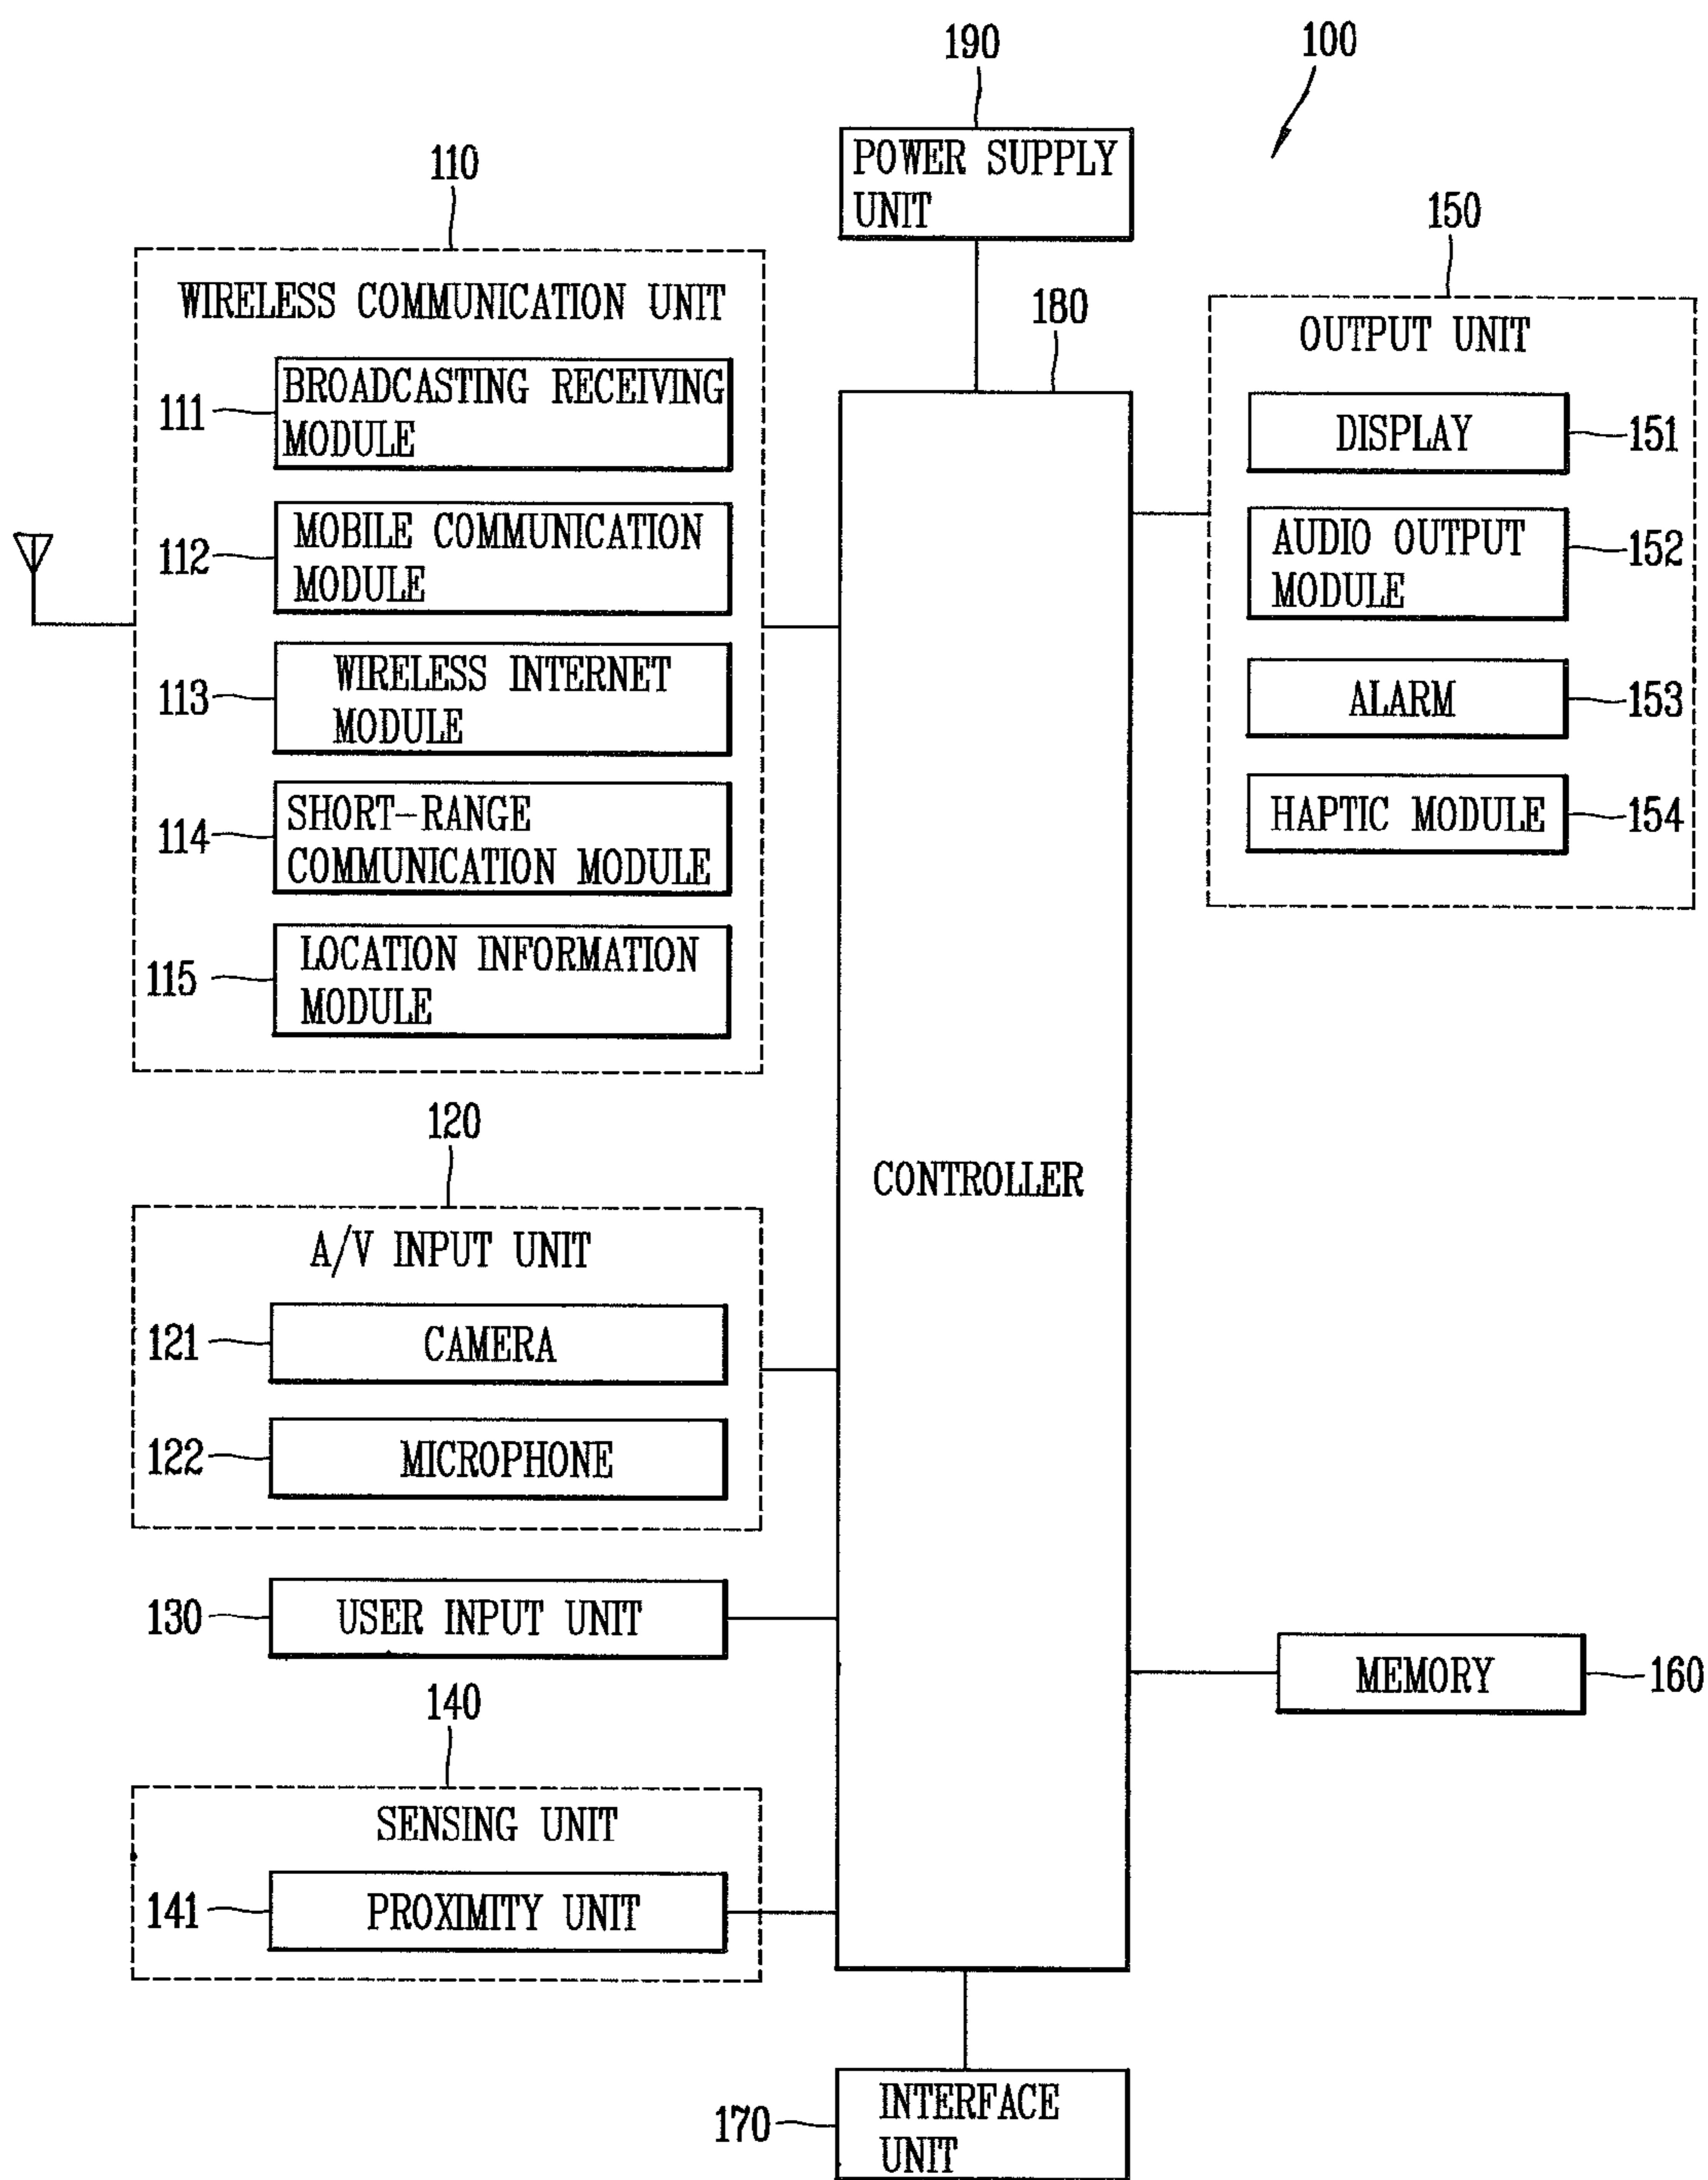 190
100
POWER SUPPLY
UNIT
110
WIRELESS COMMUNICATION UNIT
111
BROADCASTING RECEIVING
MODULE
112
MOBILE COMMUNICATION
MODULE
113
WIRELESS INTERNET
MODULE
114
SHORT-RANGE
COMMUNICATION MODULE
115
LOCATION INFORMATION
MODULE
120
A/V INPUT UNIT
121
CAMERA
122
MICROPHONE
130
USER INPUT UNIT
140
SENSING UNIT
141
PROXIMITY UNIT
180
CONTROLLER
150
OUTPUT UNIT
DISPLAY
151
AUDIO OUTPUT
MODULE
152
ALARM
153
HAPTIC MODULE
154
MEMORY
160
170
INTERFACE
UNIT